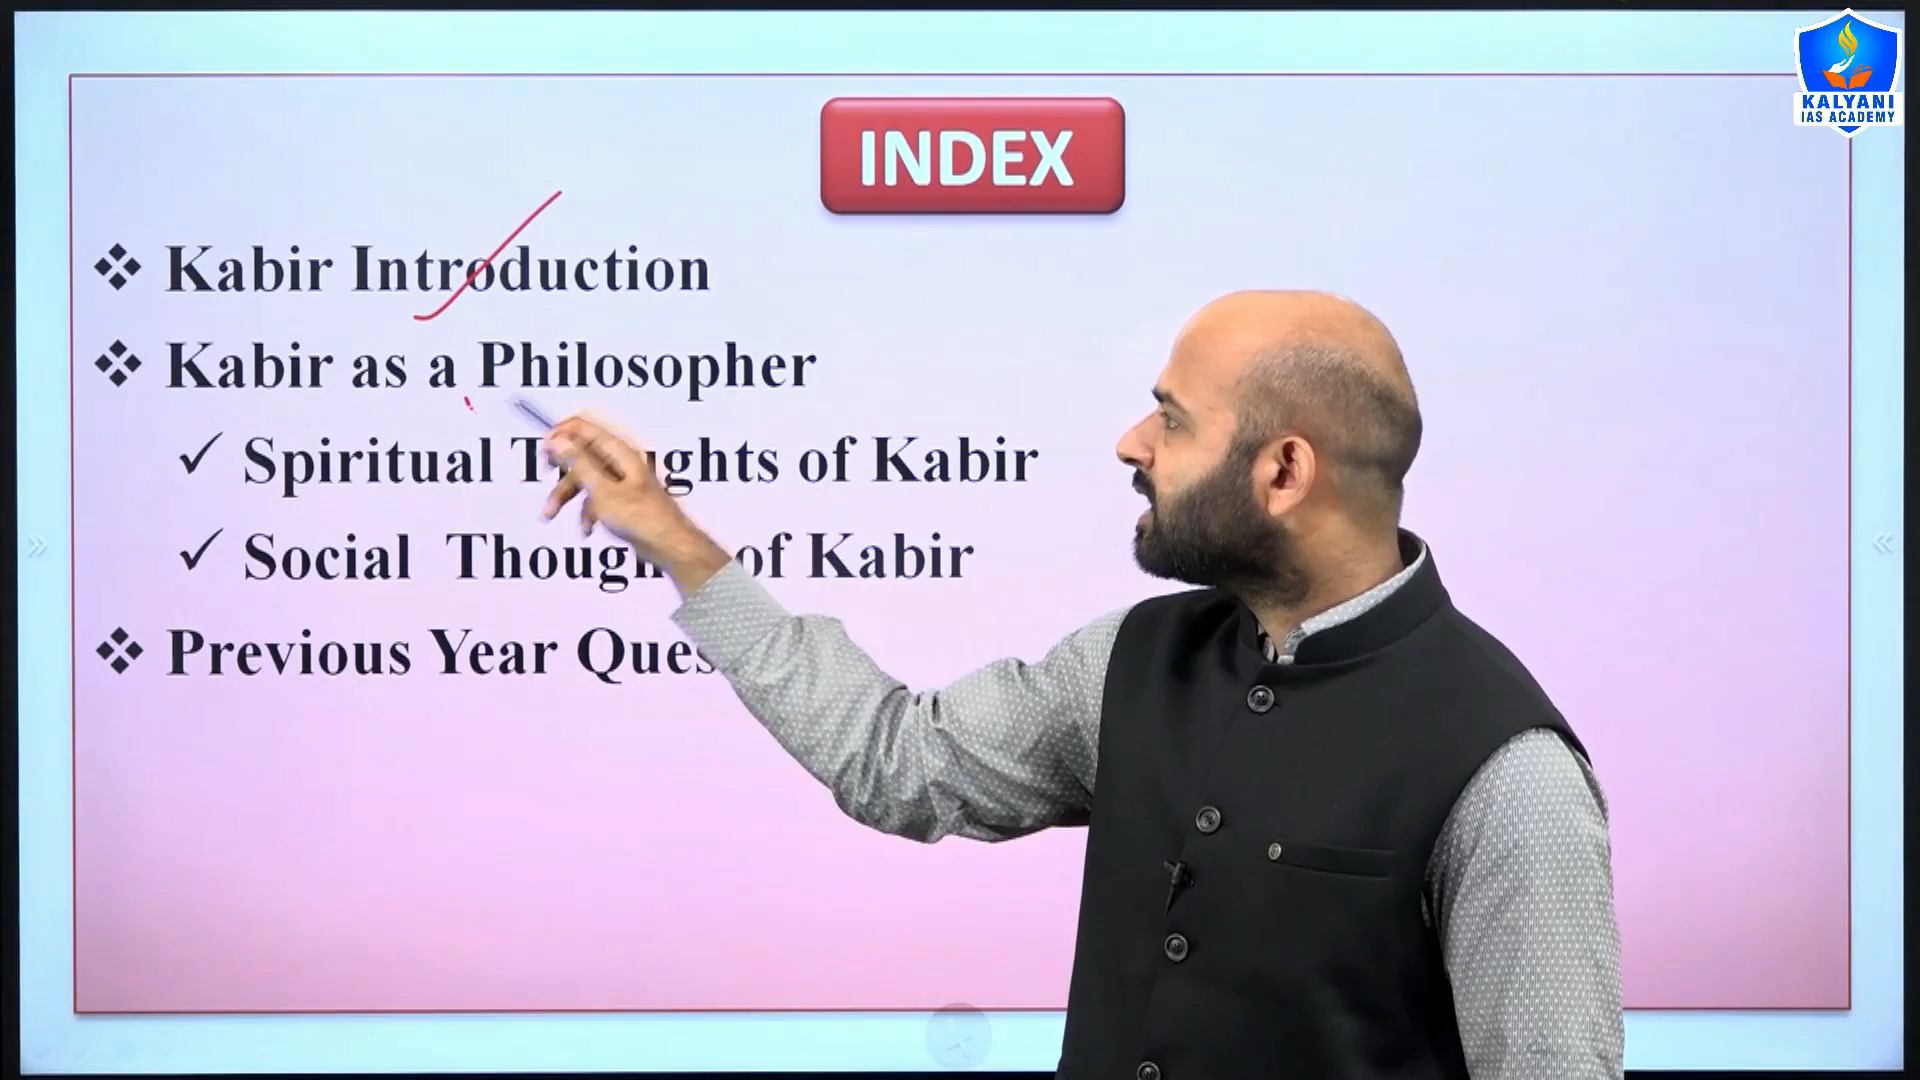 INDEX
KALYANI
IAS ACADEMY
Kabir Introduction
Kabir as a Philosopher
Spiritual of Kabir
Social of Kabir
Previous Year